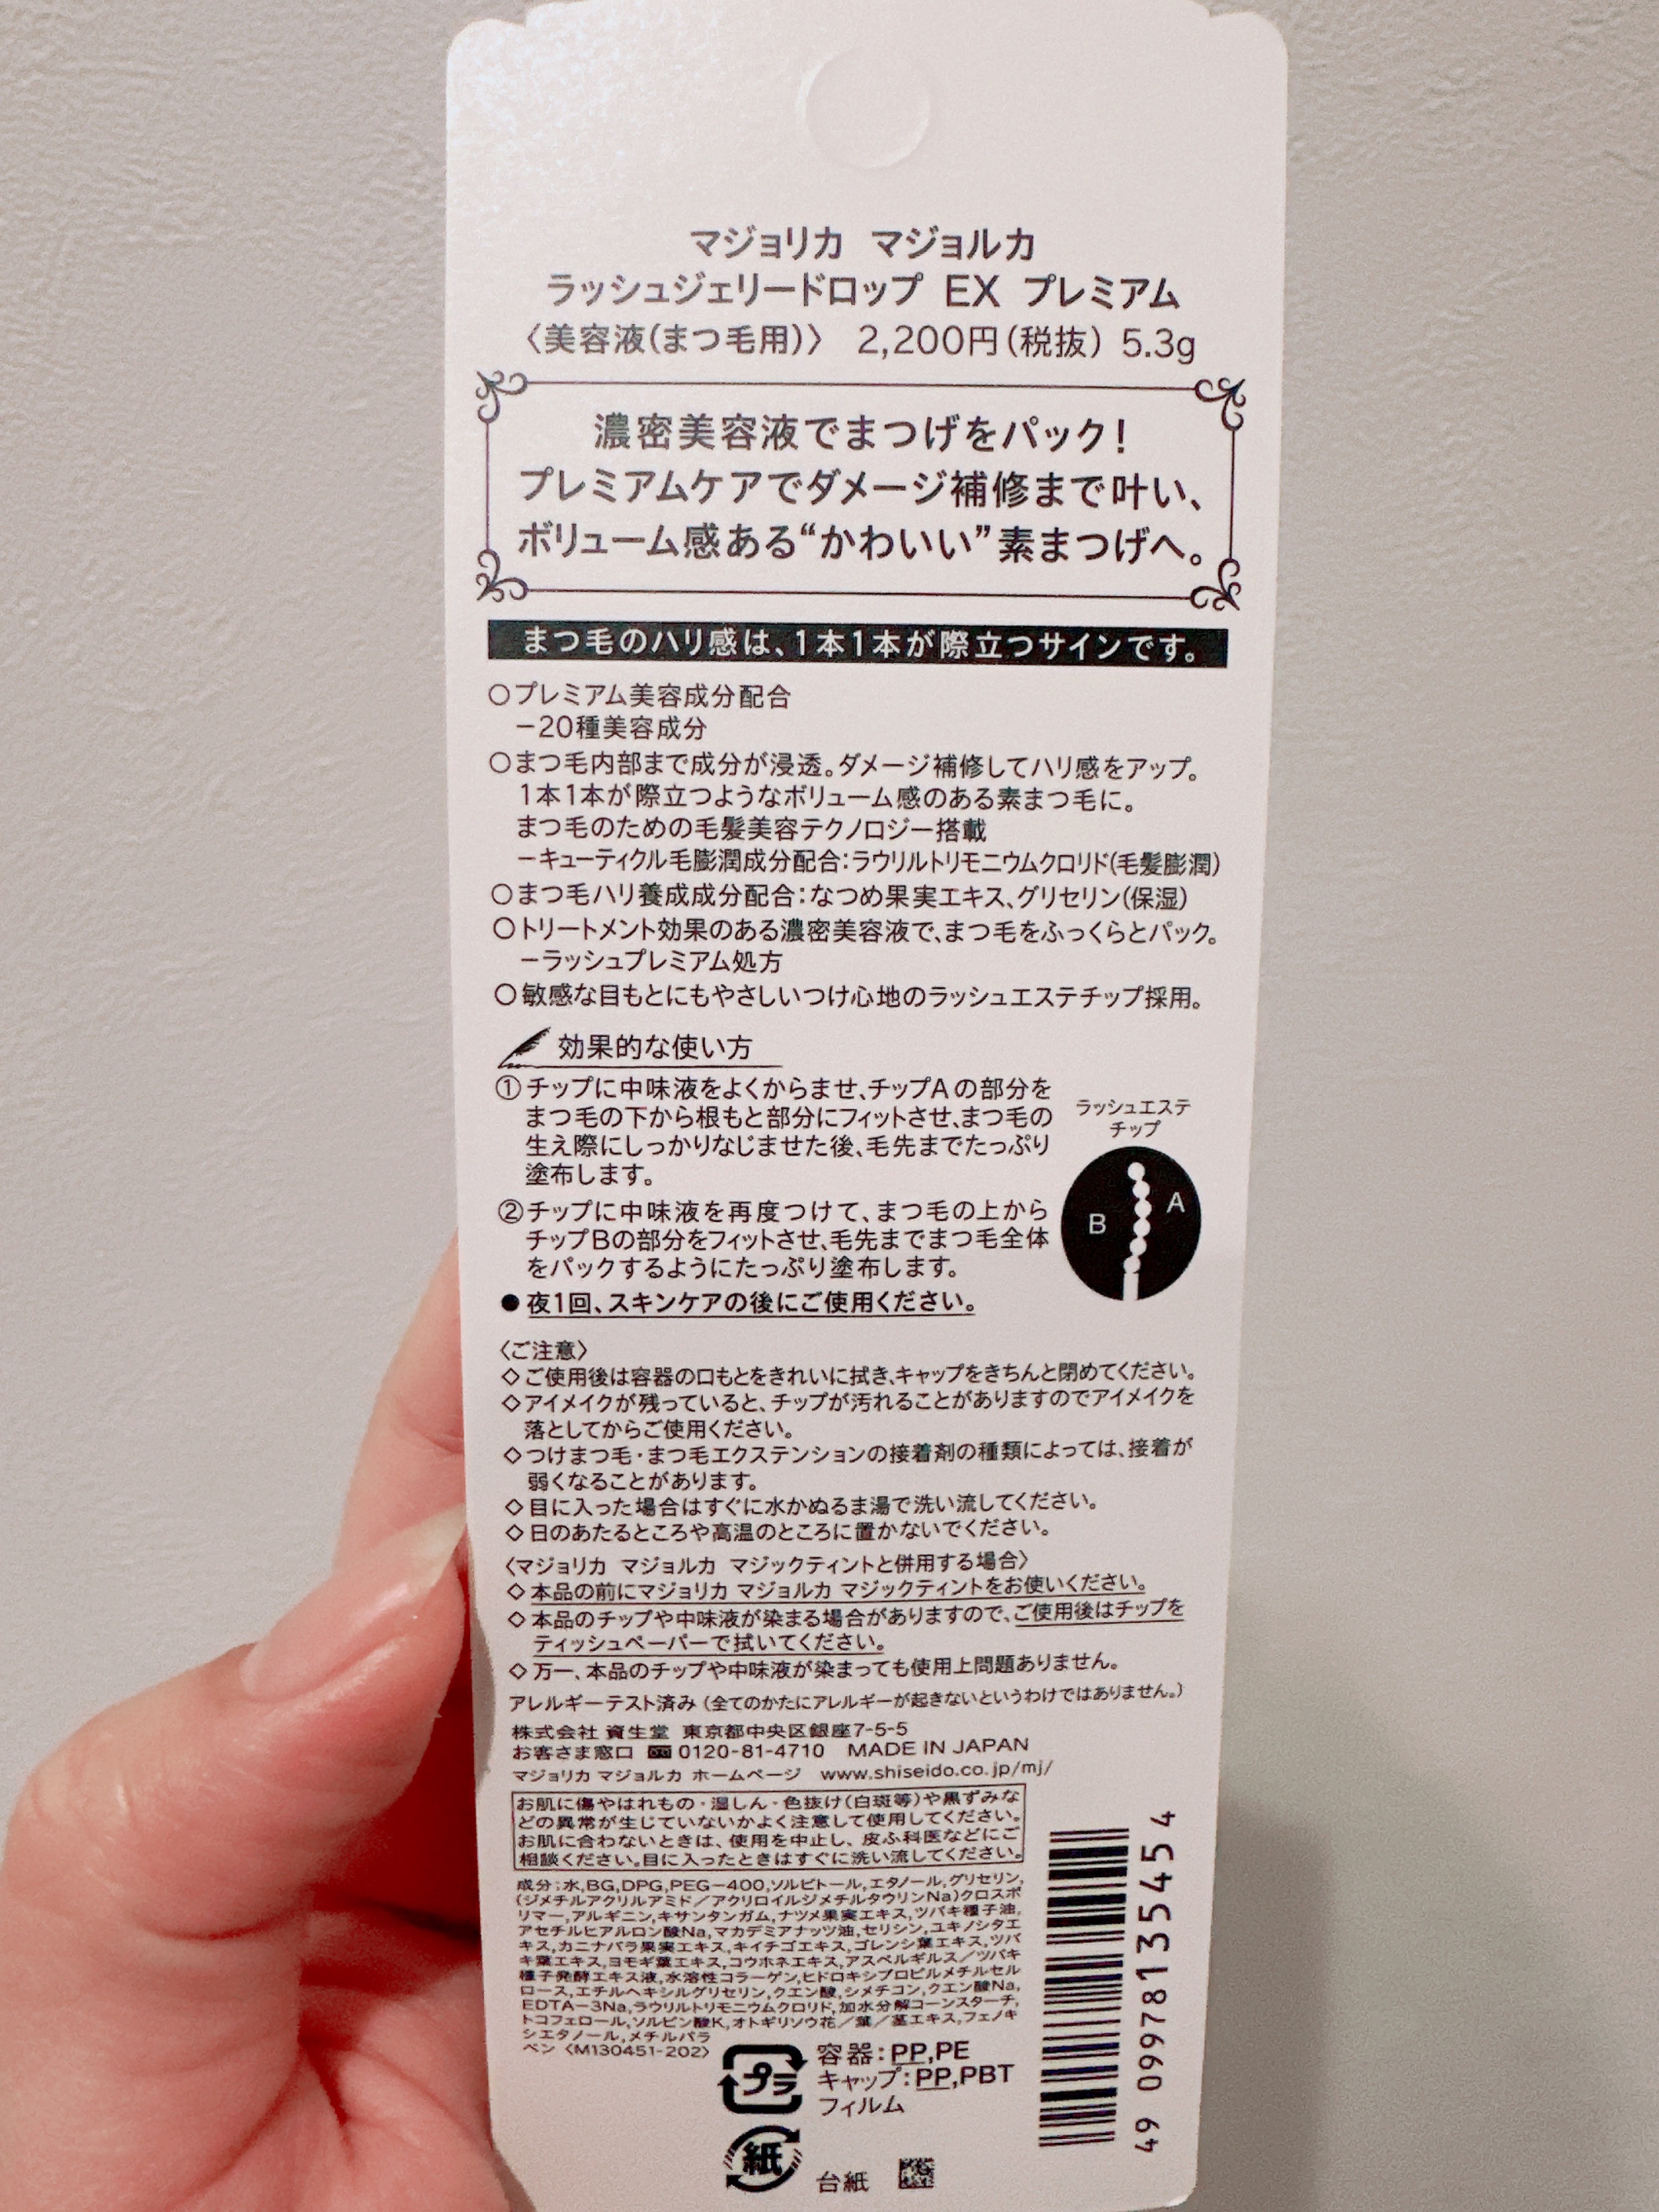 マジョリカ マジョルカ
ラッシュジェリードロップ EX プレミアム
〈美容液(まつ毛用)〉 2,200円(税抜) 5.3g
濃密美容液でまつげをパック!
プレミアムケアでダメージ補修まで叶い、
ボリューム感ある“かわいい”素まつげへ。
まつ毛のハリ感は、1本1本が際立つサインです。
○プレミアム美容成分配合
－20種美容成分
○まつ毛内部まで成分が浸透。ダメージ補修してハリ感をアップ。
1本1本が際立つようなボリューム感のある素まつ毛に。
まつ毛のための毛髪美容テクノロジー搭載
－キューティクル毛膨潤成分配合:ラウリルトリモニウムクロリド(毛髪膨潤)
○まつ毛ハリ養成成分配合:なつめ果実エキス、グリセリン(保湿)
○トリートメント効果のある濃密美容液で、まつ毛をふっくらとパック。
－ラッシュプレミアム処方
○敏感な目もとにもやさしいつけ心地のラッシュエステチップ採用。
効果的な使い方
①チップに中味液をよくからませ、チップAの部分を
まつ毛の下から根もと部分にフィットさせ、まつ毛の
生え際にしっかりなじませた後、毛先までたっぷり
塗布します。
②チップに中味液を再度つけて、まつ毛の上から
チップBの部分をフィットさせ、毛先までまつ毛全体
をパックするようにたっぷり塗布します。
ラッシュエステ
チップ
A
B
●夜1回、スキンケアの後にご使用ください。
〈ご注意〉
◇ご使用後は容器の口もとをきれいに拭き、キャップをきちんと閉めてください。
◇アイメイクが残っていると、チップが汚れることがありますのでアイメイクを
落としてからご使用ください。
◇つけまつ毛・まつ毛エクステンションの接着剤の種類によっては、接着が
弱くなることがあります。
◇目に入った場合はすぐに水かぬるま湯で洗い流してください。
◇日のあたるところや高温のところに置かないでください。
〈マジョリカ マジョルカ マジックティントと併用する場合〉
◇本品の前にマジョリカ マジョルカ マジックティントをお使いください。
◇本品のチップや中味液が染まる場合がありますので、ご使用後はチップを
ティッシュペーパーで拭いてください。
◇万一、本品のチップや中味液が染まっても使用上問題ありません。
アレルギーテスト済み(全てのかたにアレルギーが起きないというわけではありません。)
株式会社 資生堂 東京都中央区銀座7-5-5
お客さま窓口 0120-81-4710 MADE IN JAPAN
マジョリカ マジョルカ ホームページ www.shiseido.co.jp/mj/
お肌に傷やはれもの・湿しん・色抜け(白斑等)や黒ずみな
どの異常が生じていないかよく注意して使用してください。
お肌に合わないときは、使用を中止し、皮ふ科医などにご
相談ください。目に入ったときはすぐに洗い流してください。
成分:水,BG,DPG,PEG-400,ソルビトール,エタノール,グリセリン,
(ジメチルアクリルアミド/アクリロイルジメチルタウリンNa)クロスポ
リマー,アルギニン,キサンタンガム,ナツメ果実エキス,ツバキ種子油,
アセチルヒアルロン酸Na,マカデミアナッツ油,セリシン,ユキノシタエ
キス,カニナバラ果実エキス,キイチゴエキス,ゴレンシ葉エキス,ツバ
キ葉エキス,ヨモギ葉エキス,コウホネエキス,アスペルギルス/ツバキ
種子発酵エキス液,水溶性コラーゲン,ヒドロキシプロピルメチルセル
ロース,エチルヘキシルグリセリン,クエン酸,シメチコン,クエン酸Na,
EDTA-3Na,ラウリルトリモニウムクロリド,加水分解コーンスターチ,
トコフェロール,ソルビン酸K,オトギリソウ花/葉/茎エキス,フェノキ
シエタノール,メチルパラ
ベン 〈M130451-202〉
プラ
容器:PP,PE
キャップ:PP,PBT
フィルム
紙
台紙
4909978135454